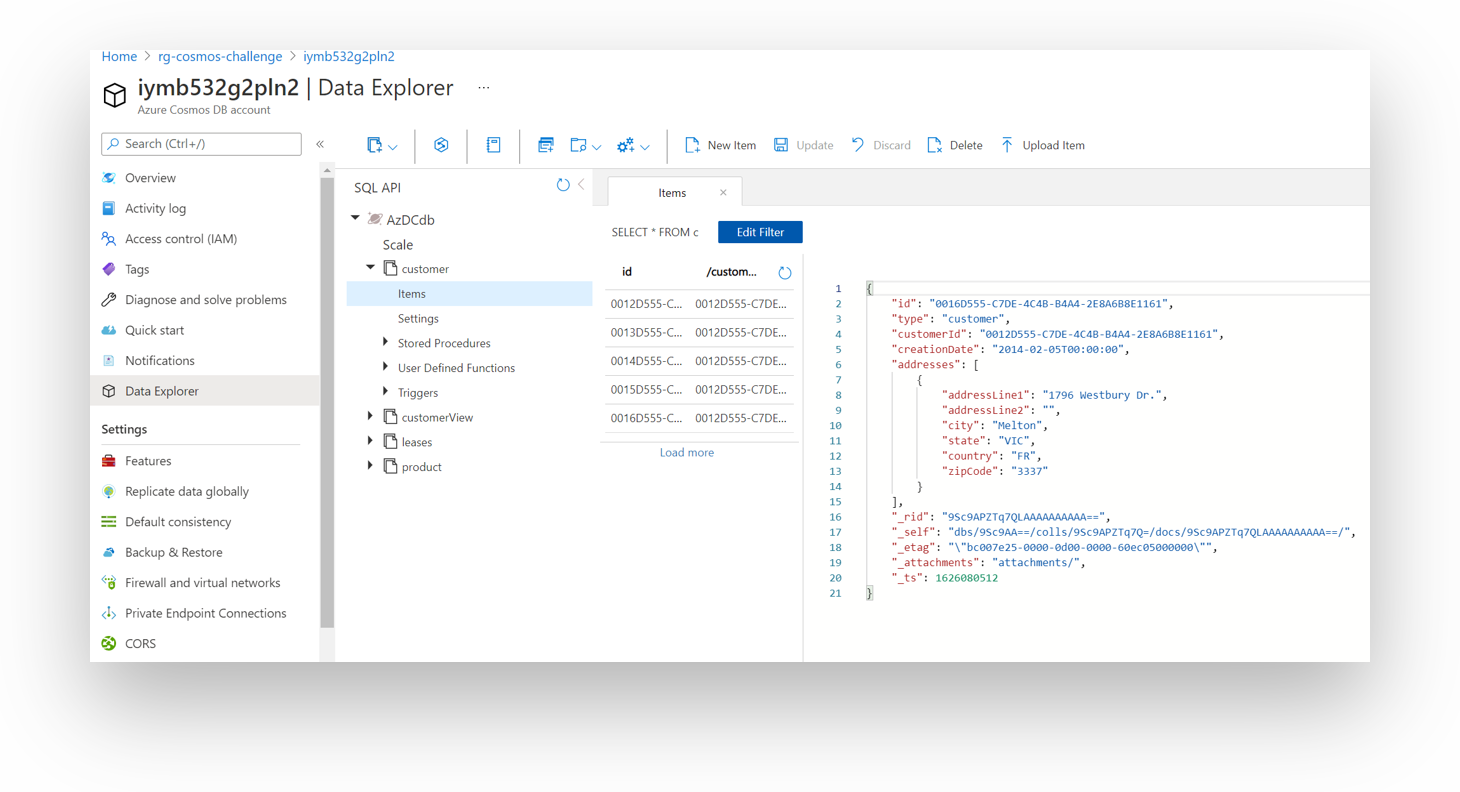 Home > rg-cosmos-challenge > iymb532g2pln2
iymb532g2pln2 | Data Explorer ...
Azure Cosmos DB account
Search (Ctrl+/)
«
New Item
Update
Discard
Delete
Upload Item
Overview
Activity log
Access control (IAM)
Tags
Diagnose and solve problems
Quick start
Notifications
Data Explorer
Settings
Features
Replicate data globally
Default consistency
Backup & Restore
Firewall and virtual networks
Private Endpoint Connections
CORS
SQL API
AzDCdb
Scale
customer
Items
Settings
Stored Procedures
User Defined Functions
Triggers
customerView
leases
product
Items
SELECT * FROM c
Edit Filter
id /custom...
0012D555-C... 0012D555-C7DE...
0013D555-C... 0012D555-C7DE...
0014D555-C... 0012D555-C7DE...
0015D555-C... 0012D555-C7DE...
0016D555-C... 0012D555-C7DE...
Load more
1 {
2 "id": "0016D555-C7DE-4C4B-B4A4-2E8A6B8E1161",
3 "type": "customer",
4 "customerId": "0012D555-C7DE-4C4B-B4A4-2E8A6B8E1161",
5 "creationDate": "2014-02-05T00:00:00",
6 "addresses": [
7 {
8 "addressLine1": "1796 Westbury Dr.",
9 "addressLine2": "",
10 "city": "Melton",
11 "state": "VIC",
12 "country": "FR",
13 "zipCode": "3337"
14 }
15 ],
16 "_rid": "9Sc9APZTq7QLAAAAAAAAAA==",
17 "_self": "dbs/9Sc9AA==/colls/9Sc9APZTq7Q=/docs/9Sc9APZTq7QLAAAAAAAAAA==/",
18 "_etag": "\"bc007e25-0000-0d00-0000-60ec05000000\"",
19 "_attachments": "attachments/",
20 "_ts": 1626080512
21 }